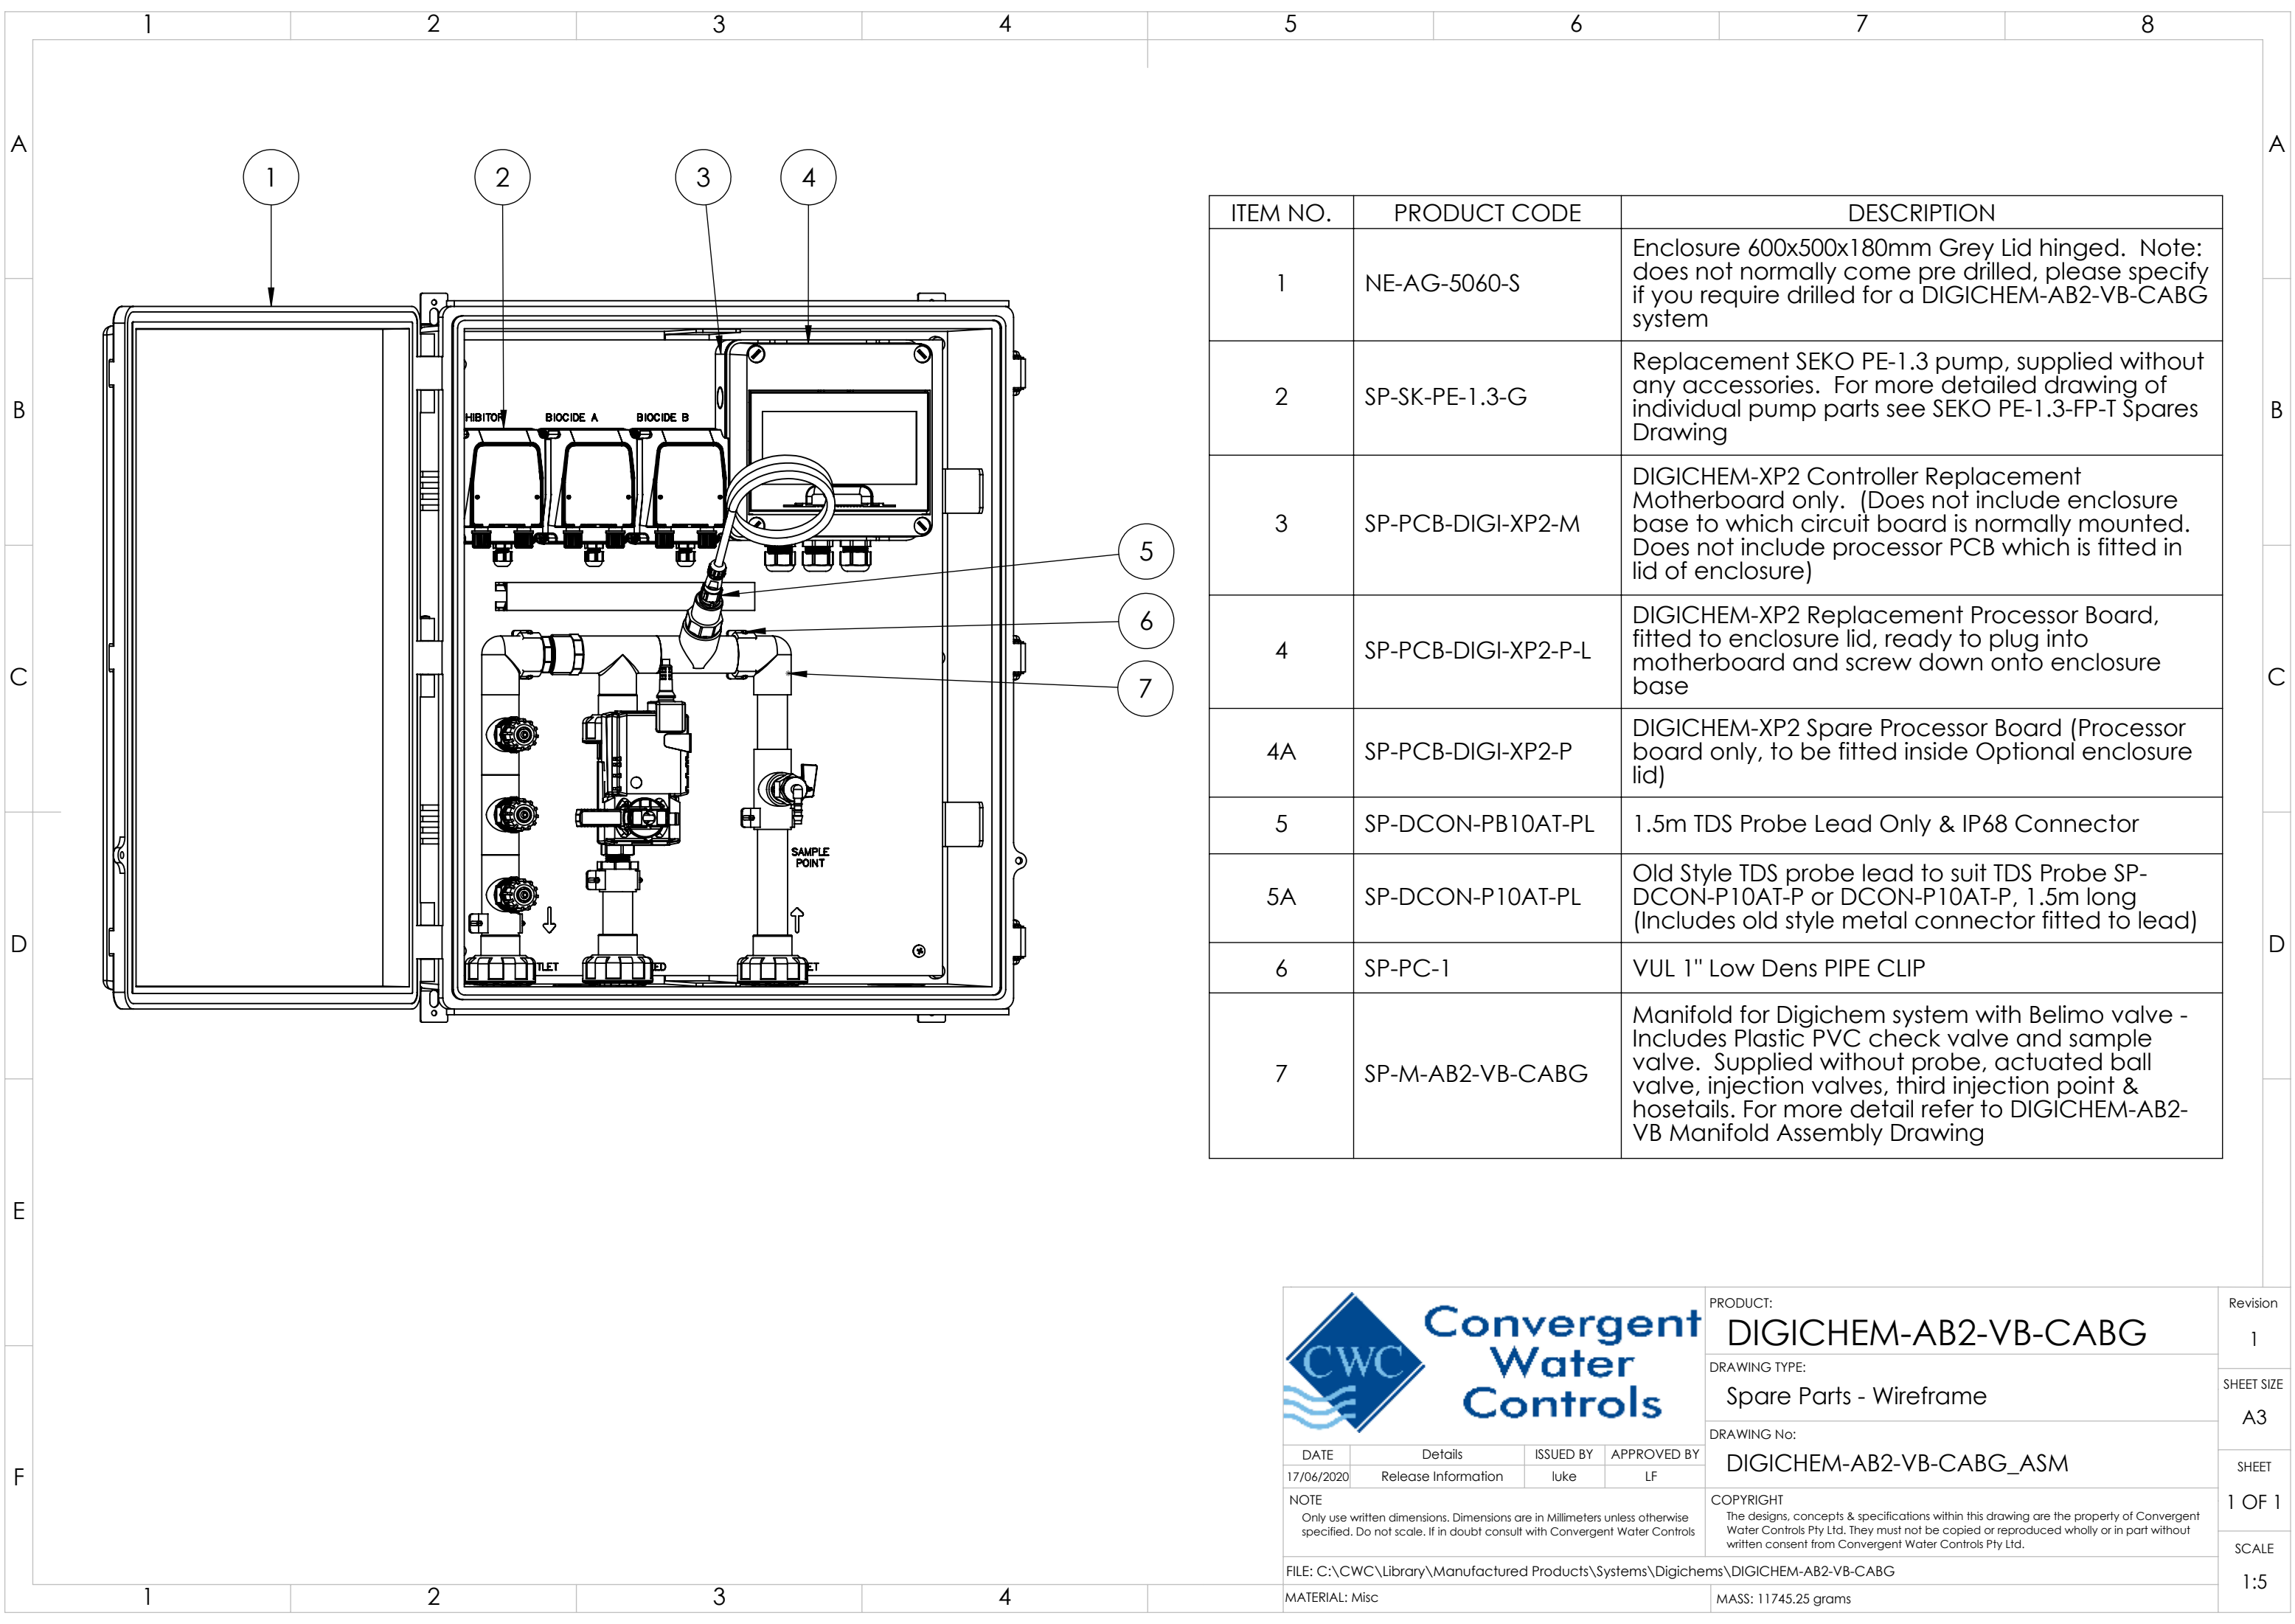 1 2 3 4 5 6 7 8
A A
B B
C C
D D
E
F
1 2 3 4
1
2
3
4
5
6
7
HIBITOR
BIOCIDE A
BIOCIDE B
SAMPLE
POINT
TLET
ED
ET
ITEM NO. PRODUCT CODE DESCRIPTION
1 NE-AG-5060-S
Enclosure 600x500x180mm Grey Lid hinged. Note:
does not normally come pre drilled, please specify
if you require drilled for a DIGICHEM-AB2-VB-CABG
system
2 SP-SK-PE-1.3-G
Replacement SEKO PE-1.3 pump, supplied without
any accessories. For more detailed drawing of
individual pump parts see SEKO PE-1.3-FP-T Spares
Drawing
3 SP-PCB-DIGI-XP2-M
DIGICHEM-XP2 Controller Replacement
Motherboard only. (Does not include enclosure
base to which circuit board is normally mounted.
Does not include processor PCB which is fitted in
lid of enclosure)
4 SP-PCB-DIGI-XP2-P-L
DIGICHEM-XP2 Replacement Processor Board,
fitted to enclosure lid, ready to plug into
motherboard and screw down onto enclosure
base
4A SP-PCB-DIGI-XP2-P
DIGICHEM-XP2 Spare Processor Board (Processor
board only, to be fitted inside Optional enclosure
lid)
5 SP-DCON-PB10AT-PL 1.5m TDS Probe Lead Only & IP68 Connector
5A SP-DCON-P10AT-PL
Old Style TDS probe lead to suit TDS Probe SP-
DCON-P10AT-P or DCON-P10AT-P, 1.5m long
(Includes old style metal connector fitted to lead)
6 SP-PC-1 VUL 1" Low Dens PIPE CLIP
7 SP-M-AB2-VB-CABG
Manifold for Digichem system with Belimo valve -
Includes Plastic PVC check valve and sample
valve. Supplied without probe, actuated ball
valve, injection valves, third injection point &
hosetails. For more detail refer to DIGICHEM-AB2-
VB Manifold Assembly Drawing
CWC
Convergent
Water
Controls
PRODUCT:
DIGICHEM-AB2-VB-CABG
DRAWING TYPE:
Spare Parts - Wireframe
DRAWING No:
DIGICHEM-AB2-VB-CABG_ASM
Revision
1
SHEET SIZE
A3
SHEET
1 OF 1
SCALE
1:5
DATE Details ISSUED BY APPROVED BY
17/06/2020 Release Information luke LF
NOTE
Only use written dimensions. Dimensions are in Millimeters unless otherwise
specified. Do not scale. If in doubt consult with Convergent Water Controls
COPYRIGHT
The designs, concepts & specifications within this drawing are the property of Convergent
Water Controls Pty Ltd. They must not be copied or reproduced wholly or in part without
written consent from Convergent Water Controls Pty Ltd.
FILE: C:\CWC\Library\Manufactured Products\Systems\Digichems\DIGICHEM-AB2-VB-CABG
MATERIAL: Misc
MASS: 11745.25 grams